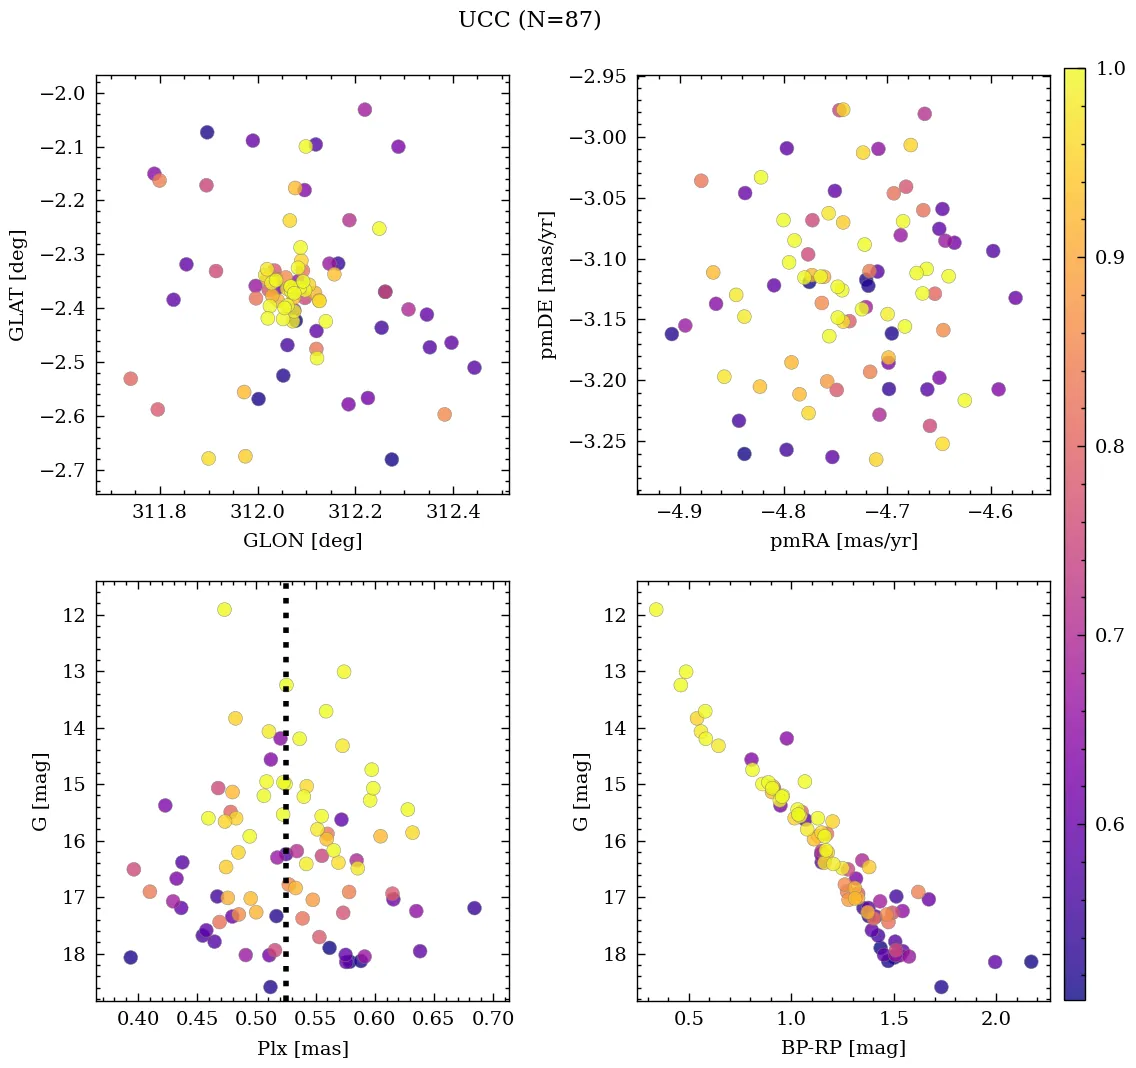 UCC (N=87)
−2.0
−2.1
−2.2
−2.3
−2.4
−2.5
−2.6
−2.7
GLAT [deg]
311.8 312.0 312.2 312.4
GLON [deg]
−2.95
−3.00
−3.05
−3.10
−3.15
−3.20
−3.25
pmDE [mas/yr]
−4.9 −4.8 −4.7 −4.6
pmRA [mas/yr]
12
13
14
15
16
17
18
G [mag]
0.40 0.45 0.50 0.55 0.60 0.65 0.70
Plx [mas]
12
13
14
15
16
17
18
G [mag]
0.5 1.0 1.5 2.0
BP-RP [mag]
1.0
0.9
0.8
0.7
0.6